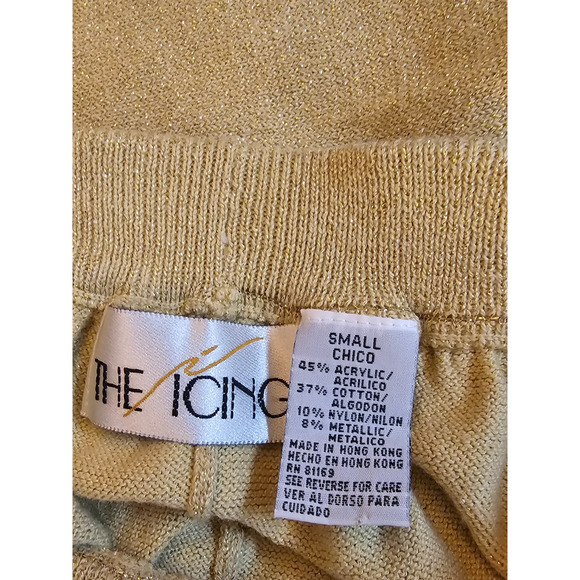 THE ICING
SMALL
CHICO
45% ACRYLIC/
ACRILICO
37% COTTON/
ALGODON
10% NYLON/NILON
8% METALLIC/
METALICO
MADE IN HONG KONG
HECHO EN HONG KONG
RN 81169
SEE REVERSE FOR CARE
VER AL DORSO PARA
CUIDADO